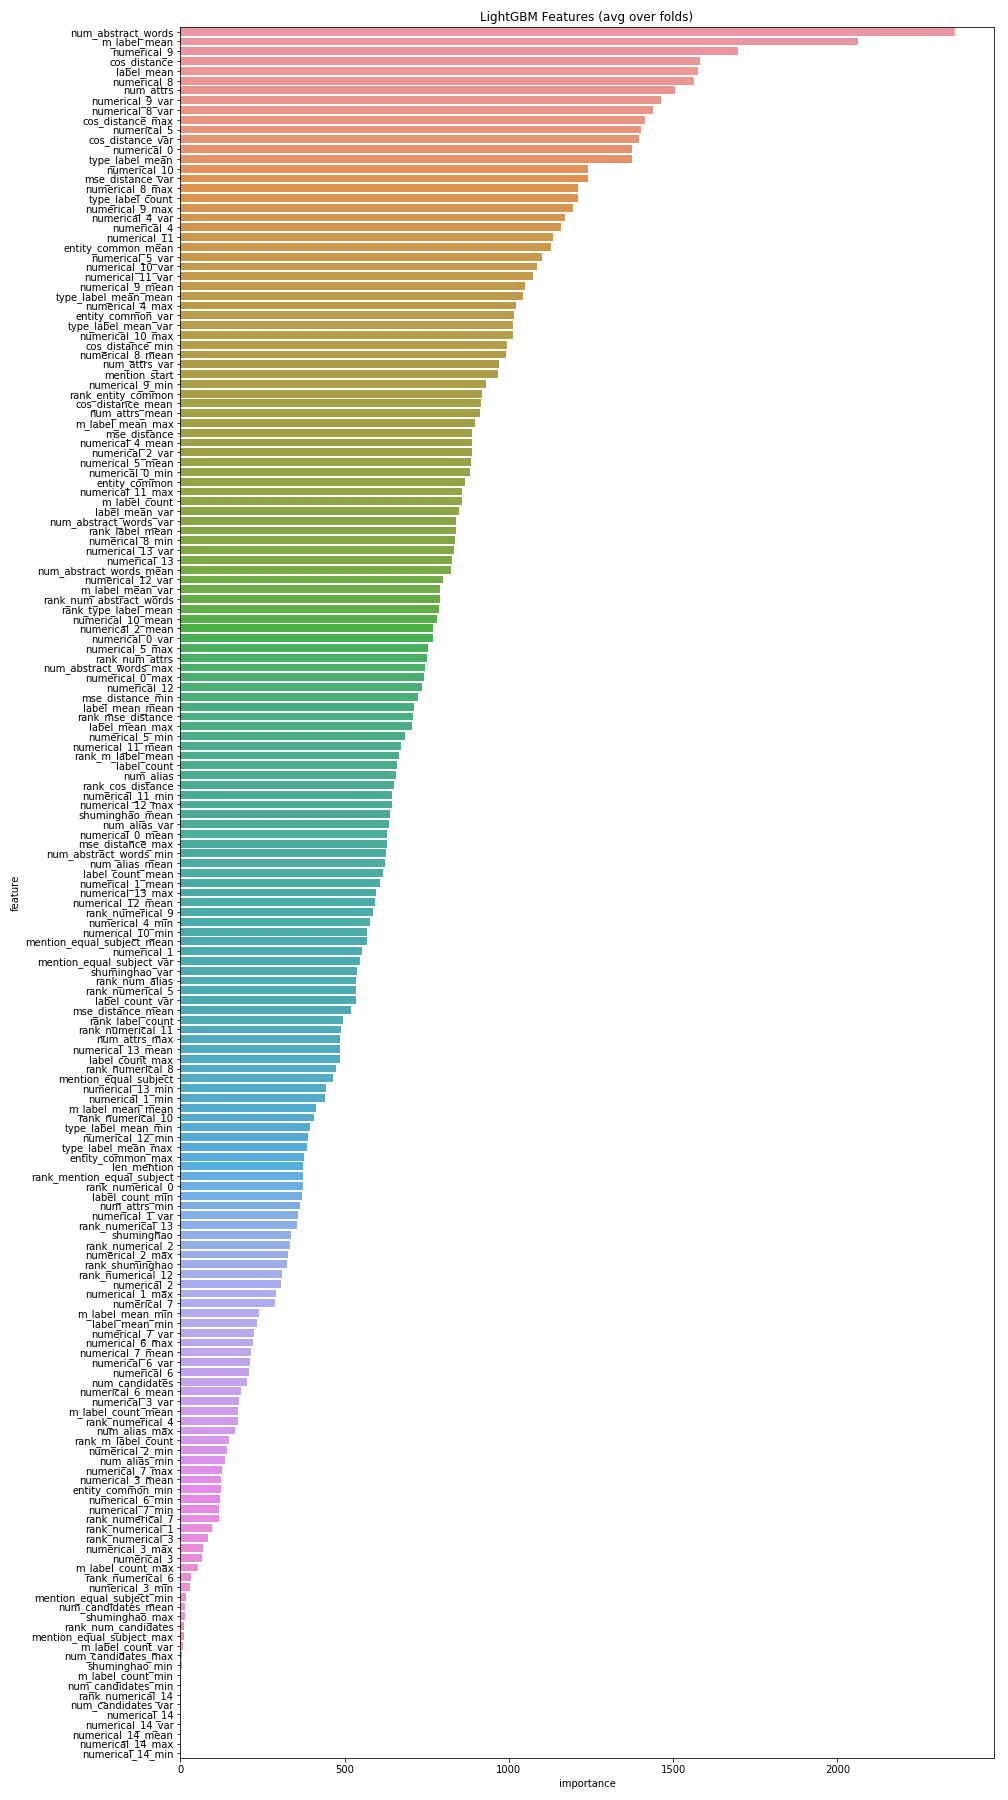 LightGBM Features (avg over folds)
num_abstract_words
m_label_mean
numerical_9
cos_distance
label_mean
numerical_8
num_attrs
numerical_9_var
numerical_8_var
cos_distance_max
numerical_5
cos_distance_var
numerical_0
type_label_mean
numerical_10
mse_distance_var
numerical_8_max
type_label_count
numerical_9_max
numerical_4_var
numerical_4
numerical_11
entity_common_mean
numerical_5_var
numerical_10_var
numerical_11_var
numerical_9_mean
type_label_mean_mean
numerical_4_max
entity_common_var
type_label_mean_var
numerical_10_max
cos_distance_min
numerical_8_mean
num_attrs_var
mention_start
numerical_9_min
rank_entity_common
cos_distance_mean
num_attrs_mean
m_label_mean_max
mse_distance
numerical_4_mean
numerical_2_var
numerical_5_mean
numerical_0_min
entity_common
numerical_11_max
m_label_count
label_mean_var
num_abstract_words_var
rank_label_mean
numerical_8_min
numerical_13_var
numerical_13
num_abstract_words_mean
numerical_12_var
m_label_mean_var
rank_num_abstract_words
rank_type_label_mean
numerical_10_mean
numerical_2_mean
numerical_0_var
numerical_5_max
rank_num_attrs
num_abstract_words_max
numerical_0_max
numerical_12
mse_distance_min
label_mean_mean
rank_mse_distance
label_mean_max
numerical_5_min
numerical_11_mean
rank_m_label_mean
label_count
num_alias
rank_cos_distance
numerical_11_min
numerical_12_max
shuminghao_mean
num_alias_var
numerical_0_mean
mse_distance_max
num_abstract_words_min
num_alias_mean
label_count_mean
numerical_1_mean
numerical_13_max
numerical_12_mean
rank_numerical_9
numerical_4_min
numerical_10_min
mention_equal_subject_mean
numerical_1
mention_equal_subject_var
shuminghao_var
rank_num_alias
rank_numerical_5
label_count_var
mse_distance_mean
rank_label_count
rank_numerical_11
num_attrs_max
numerical_13_mean
label_count_max
rank_numerical_8
mention_equal_subject
numerical_13_min
numerical_1_min
m_label_mean_mean
rank_numerical_10
type_label_mean_min
numerical_12_min
type_label_mean_max
entity_common_max
len_mention
rank_mention_equal_subject
rank_numerical_0
label_count_min
num_attrs_min
numerical_1_var
rank_numerical_13
shuminghao
rank_numerical_2
numerical_2_max
rank_shuminghao
rank_numerical_12
numerical_2
numerical_1_max
numerical_7
m_label_mean_min
label_mean_min
numerical_7_var
numerical_6_max
numerical_7_mean
numerical_6_var
numerical_6
num_candidates
numerical_6_mean
numerical_3_var
m_label_count_mean
rank_numerical_4
num_alias_max
rank_m_label_count
numerical_2_min
num_alias_min
numerical_7_max
numerical_3_mean
entity_common_min
numerical_6_min
numerical_7_min
rank_numerical_7
rank_numerical_1
rank_numerical_3
numerical_3_max
numerical_3
m_label_count_max
rank_numerical_6
numerical_3_min
mention_equal_subject_min
num_candidates_mean
shuminghao_max
rank_num_candidates
mention_equal_subject_max
m_label_count_var
num_candidates_max
shuminghao_min
m_label_count_min
num_candidates_min
rank_numerical_14
num_candidates_var
numerical_14
numerical_14_var
numerical_14_mean
numerical_14_max
numerical_14_min
feature
0 500 1000 1500 2000
importance